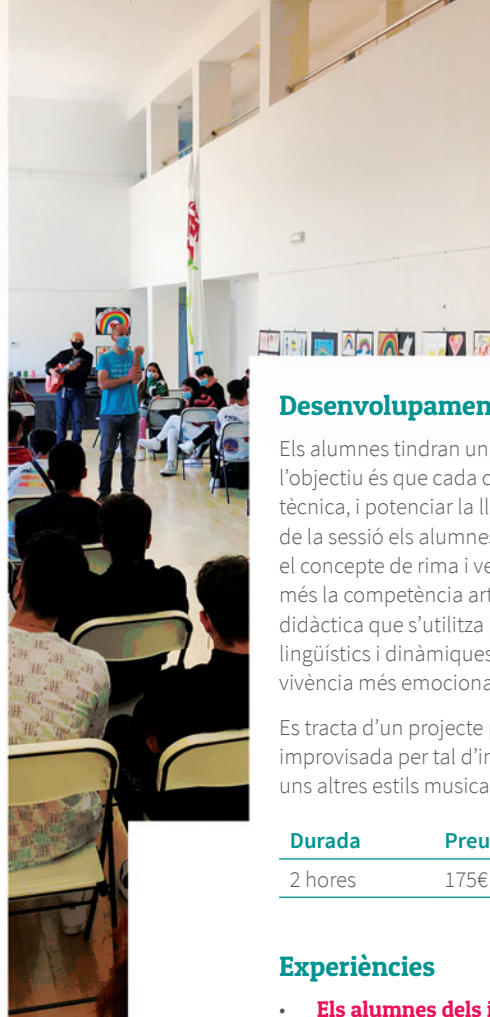 Desenvolupamen
Els alumnes tindran un
l'objectiu és que cada
tècnica, i potenciar la ll
de la sessió els alumnes
el concepte de rima i ve
més la competència art
didàctica que s'utilitza
lingüístics i dinàmiques
vivència més emociona
Es tracta d'un projecte
improvisada per tal d'in
uns altres estils musica
Durada Preu
2 hores 175€
Experiències
• Els alumnes dels i